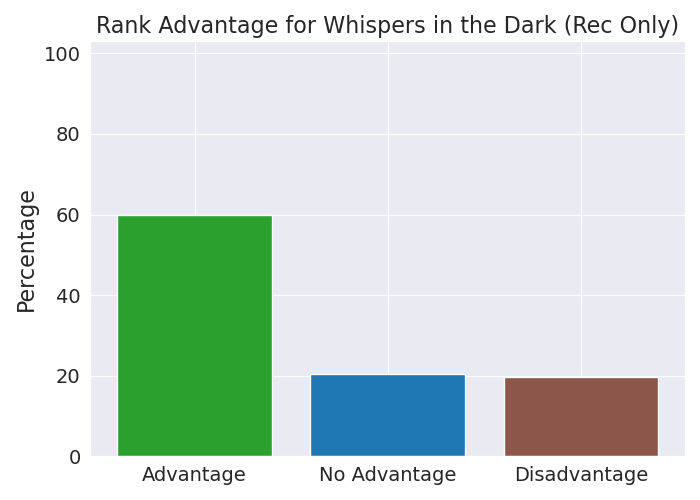 Rank Advantage for Whispers in the Dark (Rec Only)
Percentage
100
80
60
40
20
0
Advantage
No Advantage
Disadvantage